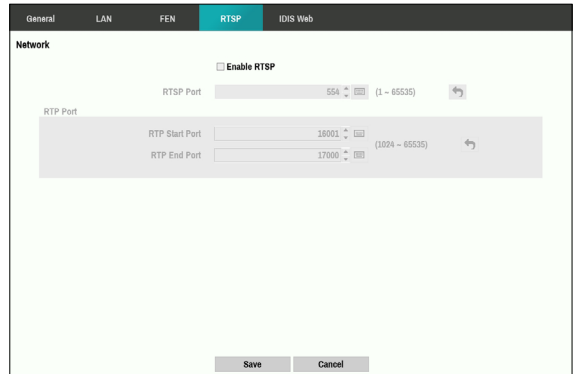 General LAN FEN RTSP IDIS Web
Network
Enable RTSP
RTSP Port 554 (1 ~ 65535)
RTP Port
RTP Start Port 16001
(1024 ~ 65535)
RTP End Port 17000
Save Cancel